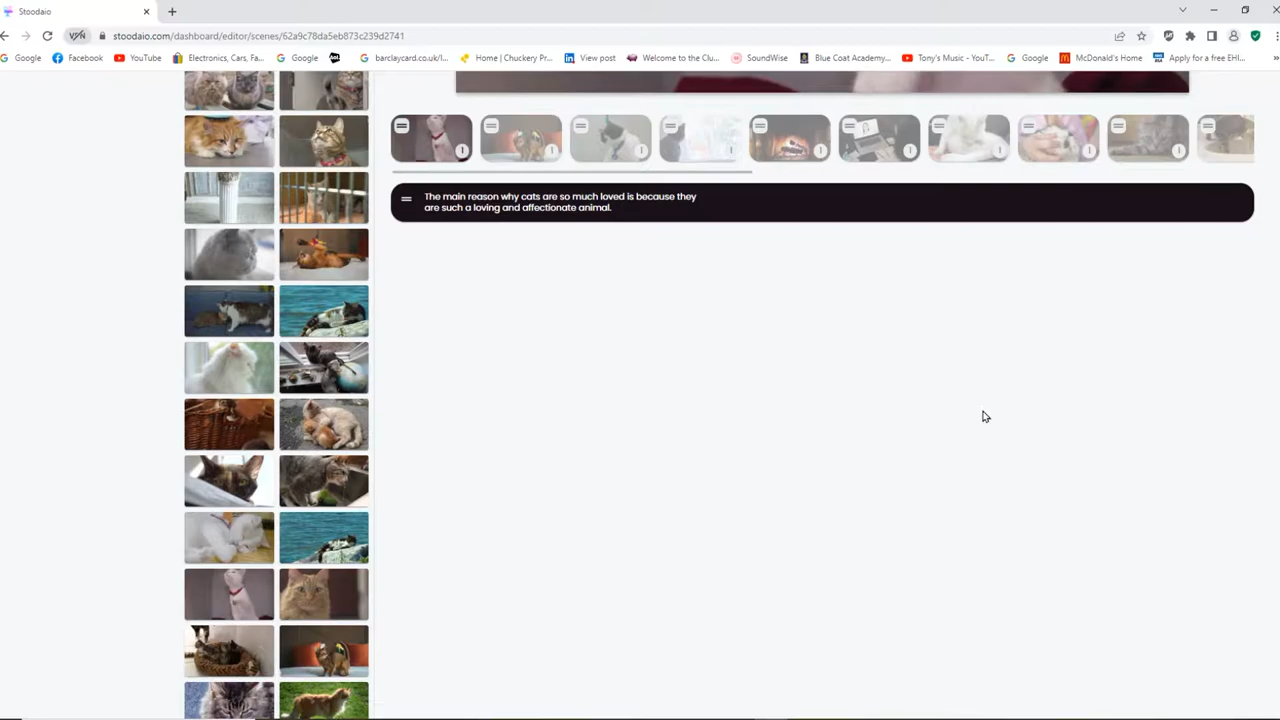 Stoodaio
VPN
stoodaio.com/dashboard/editor/scenes/62a9c78da5eb873c239d2741
Google
Facebook
YouTube
Electronics, Cars, Fa...
Google
Aol.
barclaycard.co.uk/l...
Home | Chuckery Pr...
View post
Welcome to the Clu...
SoundWise
Blue Coat Academy...
Tony's Music - YouT...
Google
McDonald's Home
Apply for a free EHI...
The main reason why cats are so much loved is because they
are such a loving and affectionate animal.